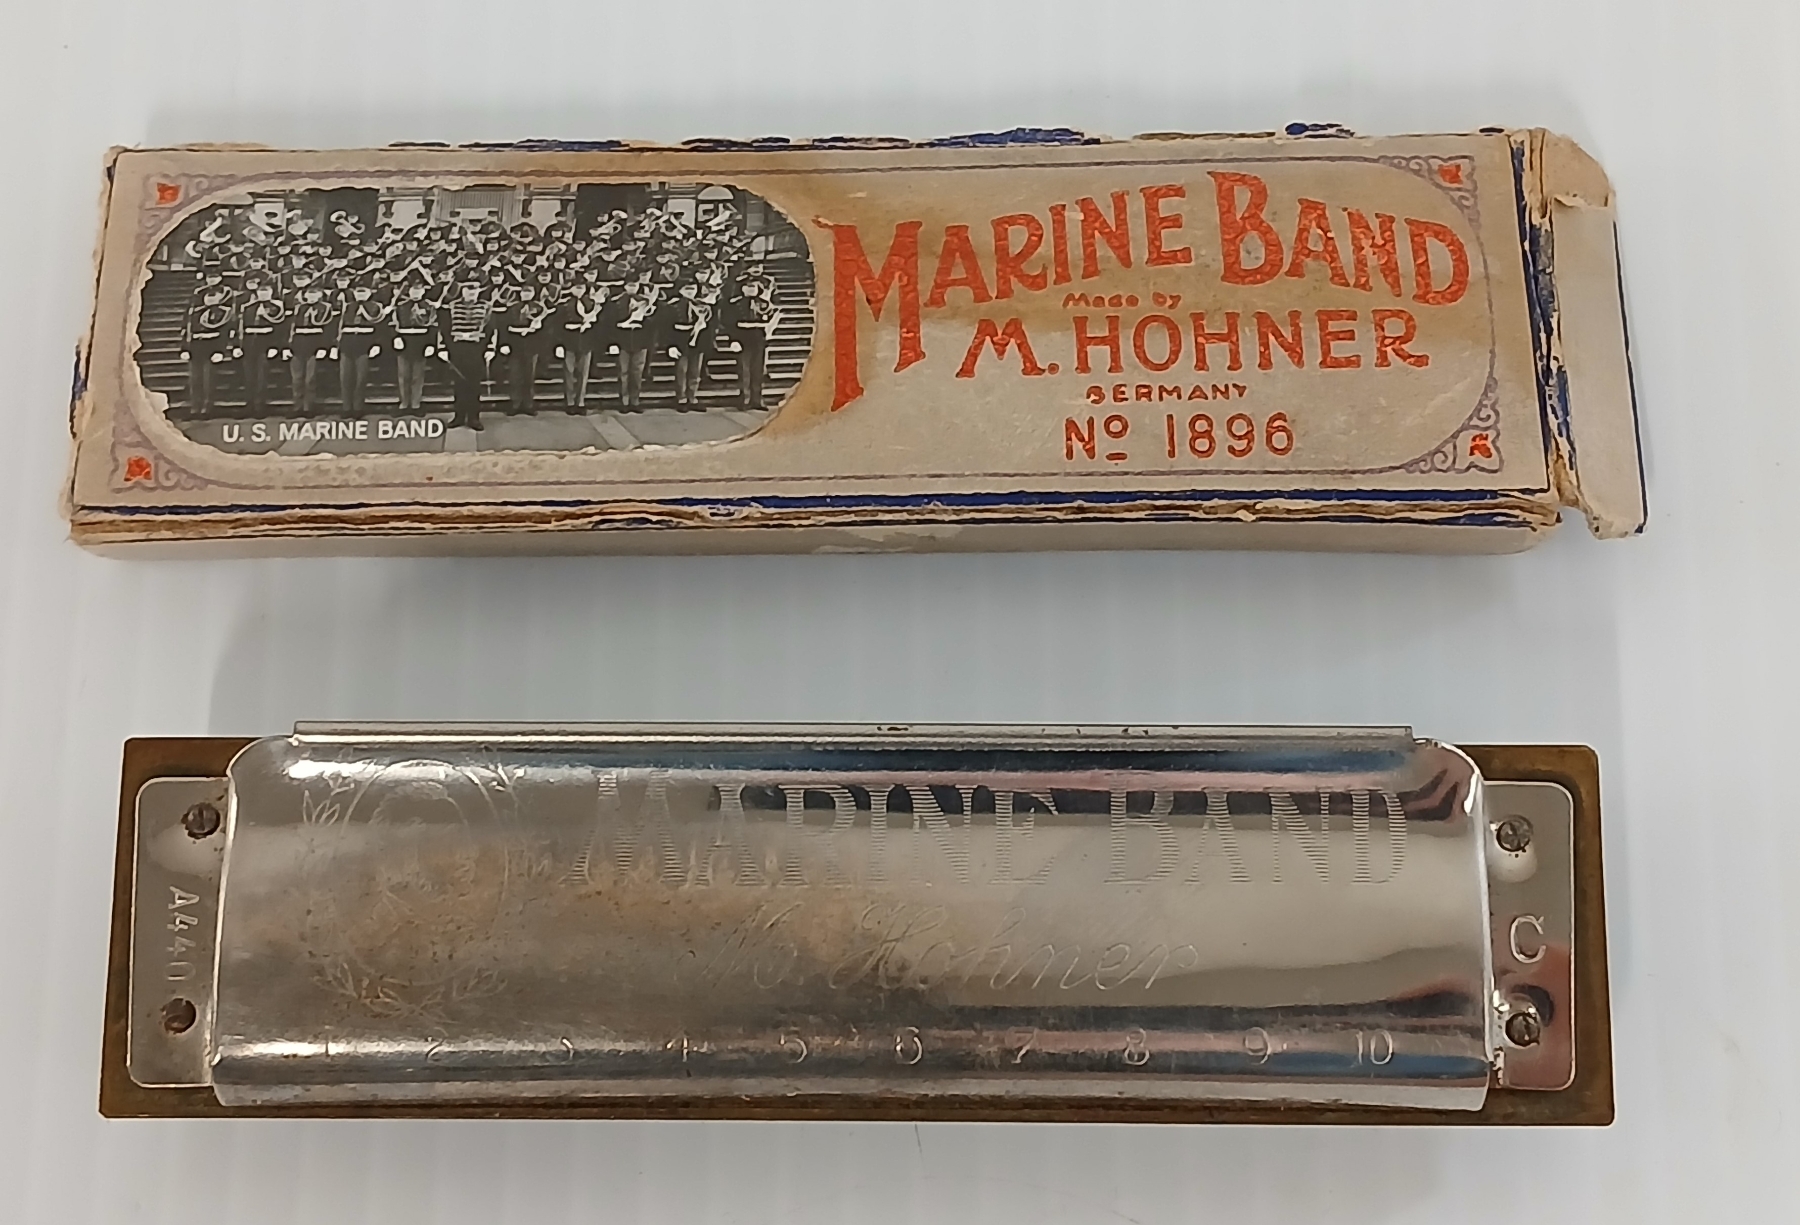 U. S. MARINE BAND
MARINE BAND
Made by
M. HOHNER
GERMANY
Nº 1896
MARINE BAND
M. Hohner
A440
C
1 2 3 4 5 6 7 8 9 10